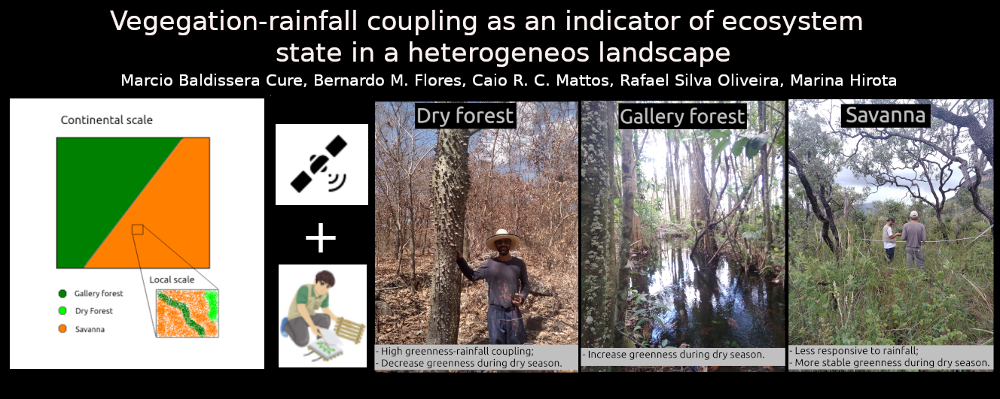 Vegegation-rainfall coupling as an indicator of ecosystem
state in a heterogeneos landscape
Marcio Baldissera Cure, Bernardo M. Flores, Caio R. C. Mattos, Rafael Silva Oliveira, Marina Hirota
Continental scale
Local scale
Gallery forest
Dry Forest
Savanna
+
Dry forest
- High greenness-rainfall coupling;
- Decrease greenness during dry season.
Gallery forest
- Increase greenness during dry season.
Savanna
- Less responsive to rainfall;
- More stable greenness during dry season.